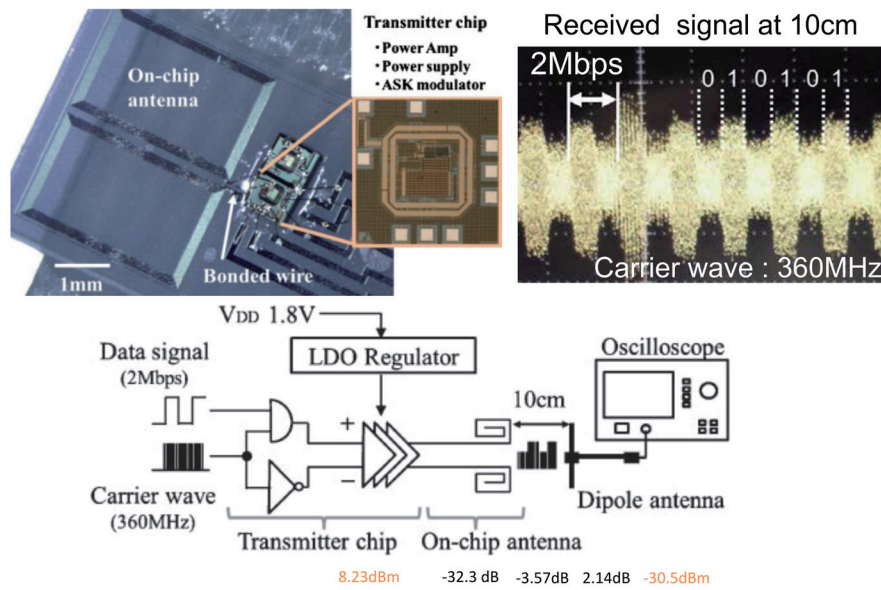 Transmitter chip
・Power Amp
・Power supply
・ASK modulator
On-chip
antenna
Bonded wire
1mm
Received signal at 10cm
2Mbps
0 1 0 1 0 1
Carrier wave : 360MHz
VDD 1.8V
LDO Regulator
Data signal
(2Mbps)
Carrier wave
(360MHz)
+
−
10cm
Oscilloscope
Dipole antenna
Transmitter chip
On-chip antenna
8.23dBm -32.3 dB -3.57dB 2.14dB -30.5dBm